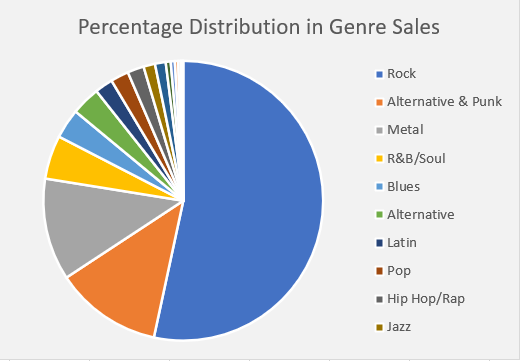 Percentage Distribution in Genre Sales
Rock
Alternative & Punk
Metal
R&B/Soul
Blues
Alternative
Latin
Pop
Hip Hop/Rap
Jazz